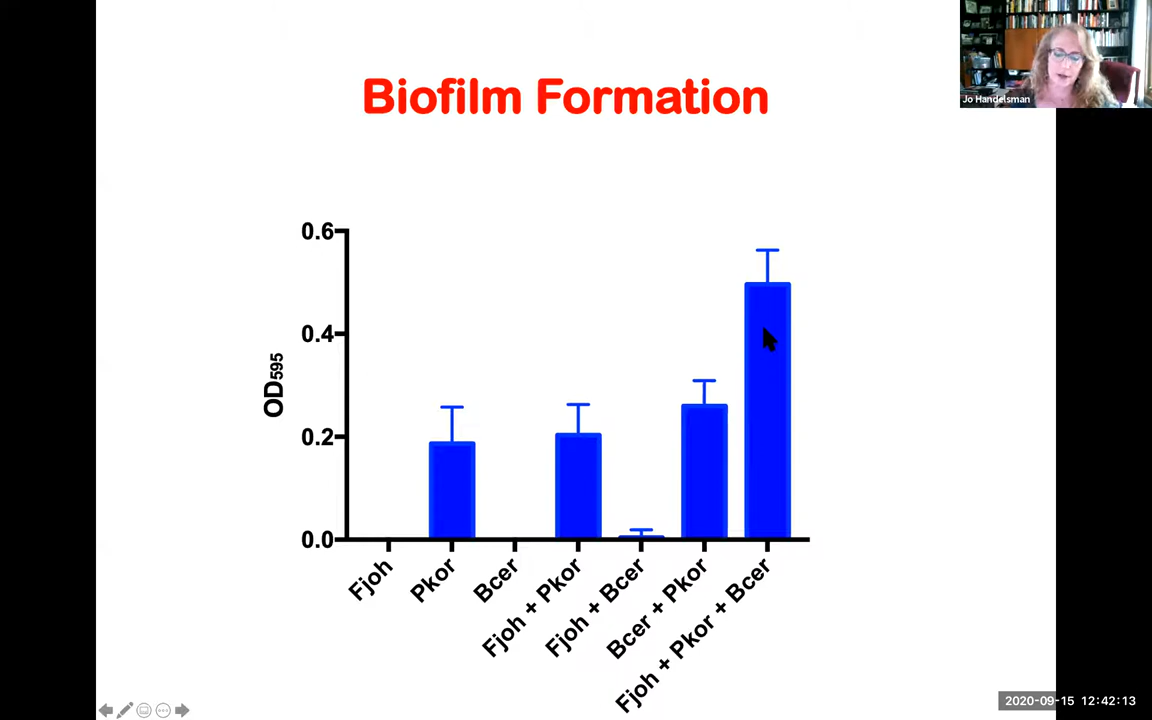 Jo Handelsman
Biofilm Formation
0.6
0.4
0.2
0.0
OD595
Fjoh
Pkor
Bcer
Fjoh + Pkor
Fjoh + Bcer
Bcer + Pkor
Fjoh + Pkor + Bcer
2020-09-15 12:42:13